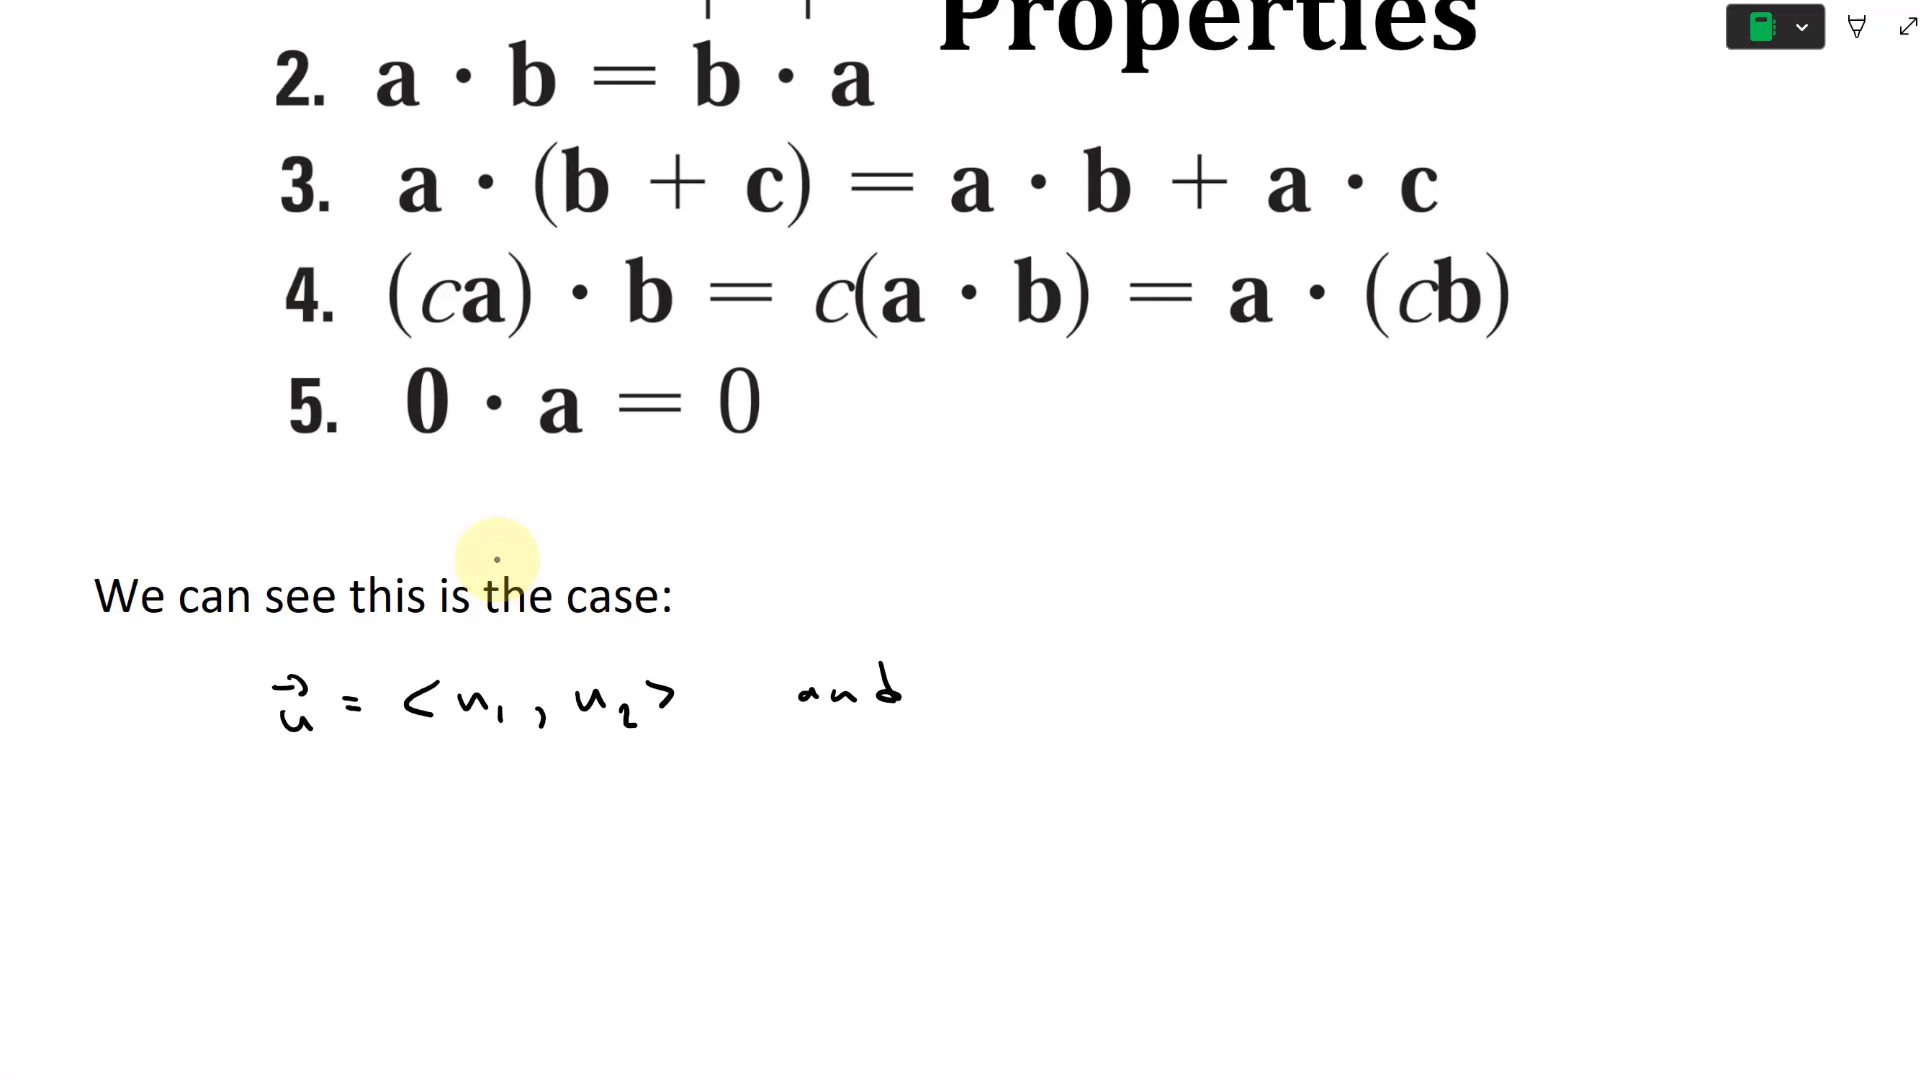 Properties
2. a · b = b · a
3. a · (b + c) = a · b + a · c
4. (ca) · b = c(a · b) = a · (cb)
5. 0 · a = 0
We can see this is the case:
u⃗ = <u₁, u₂> and